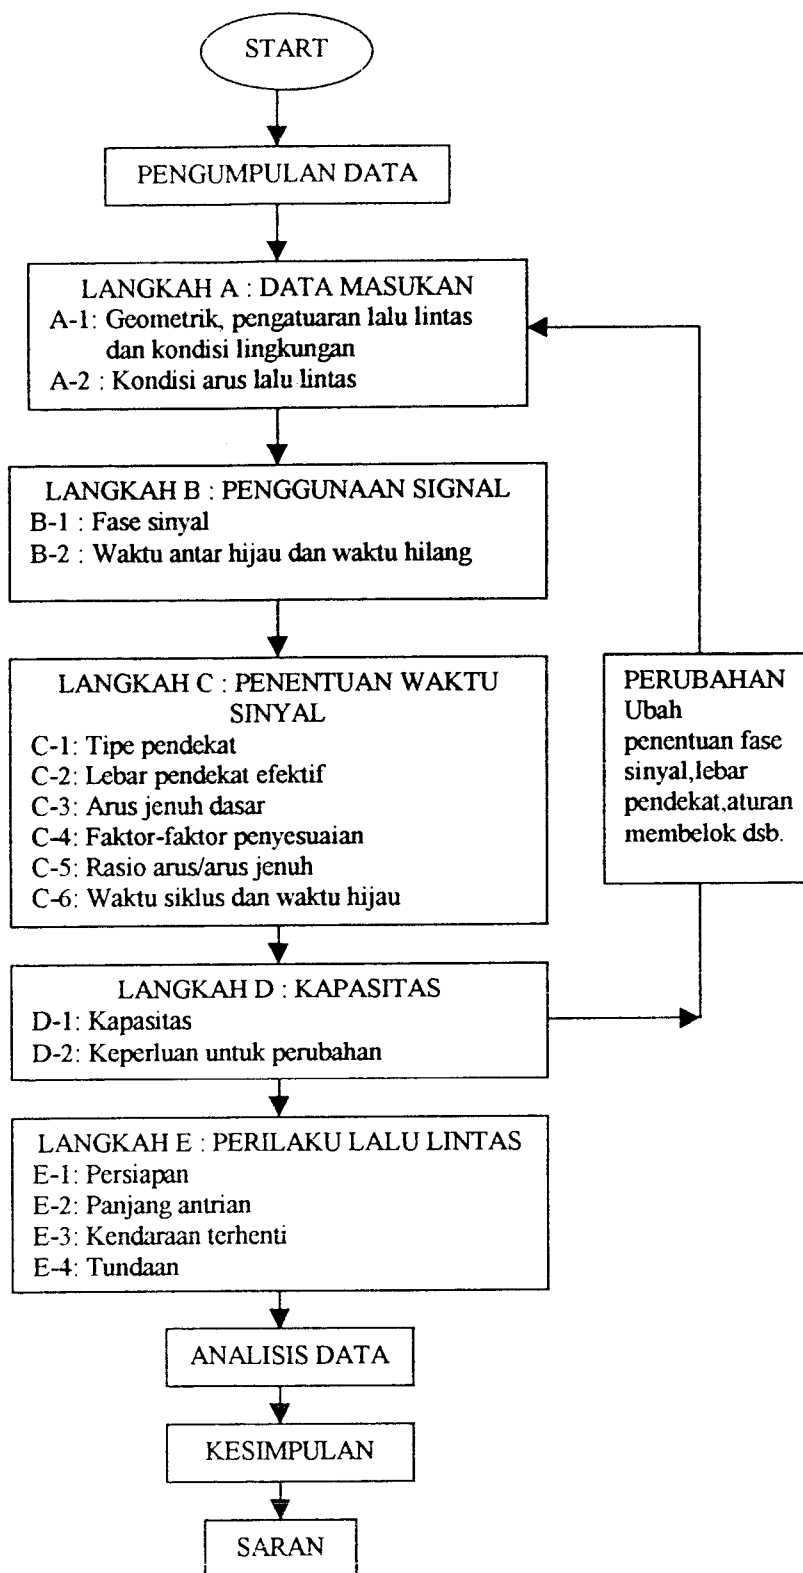 START
PENGUMPULAN DATA
LANGKAH A : DATA MASUKAN
A-1: Geometrik, pengatuaran lalu lintas
dan kondisi lingkungan
A-2 : Kondisi arus lalu lintas
LANGKAH B : PENGGUNAAN SIGNAL
B-1 : Fase sinyal
B-2 : Waktu antar hijau dan waktu hilang
LANGKAH C : PENENTUAN WAKTU
SINYAL
C-1: Tipe pendekat
C-2: Lebar pendekat efektif
C-3: Arus jenuh dasar
C-4: Faktor-faktor penyesuaian
C-5: Rasio arus/arus jenuh
C-6: Waktu siklus dan waktu hijau
PERUBAHAN
Ubah
penentuan fase
sinyal,lebar
pendekat,aturan
membelok dsb.
LANGKAH D : KAPASITAS
D-1: Kapasitas
D-2: Keperluan untuk perubahan
LANGKAH E : PERILAKU LALU LINTAS
E-1: Persiapan
E-2: Panjang antrian
E-3: Kendaraan terhenti
E-4: Tundaan
ANALISIS DATA
KESIMPULAN
SARAN